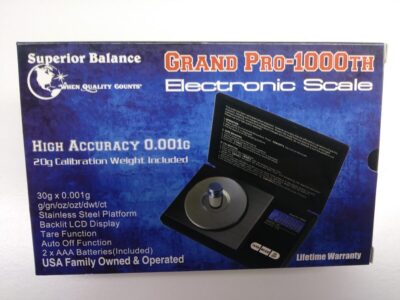 Superior Balance
"WHEN QUALITY COUNTS"
GRAND PRO-1000TH
Electronic Scale
HIGH ACCURACY 0.001G
20g Calibration Weight Included
30g x 0.001g
g/gn/oz/ozt/dwt/ct
Stainless Steel Platform
Backlit LCD Display
Tare Function
Auto Off Function
2 x AAA Batteries(Included)
USA Family Owned & Operated
Lifetime Warranty